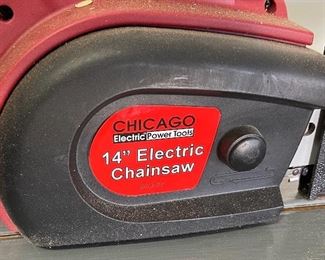 CHICAGO
Electric Power Tools
14" Electric
Chainsaw